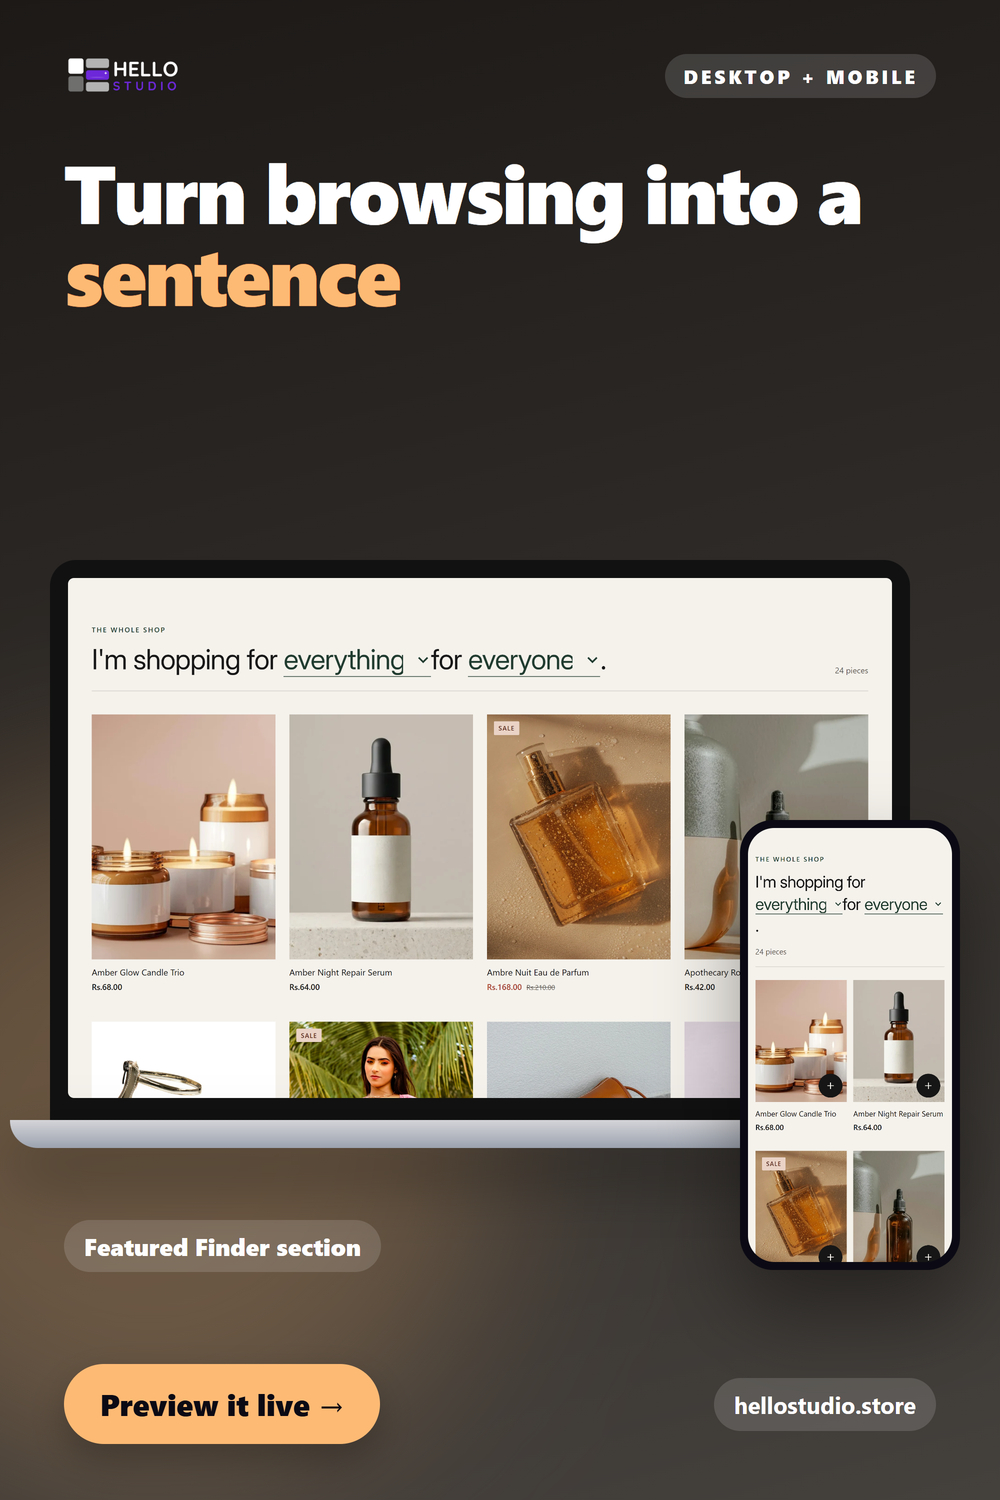 HELLO
STUDIO
DESKTOP + MOBILE
Turn browsing into a
sentence
THE WHOLE SHOP
I'm shopping for everything for everyone .
24 pieces
SALE
Amber Glow Candle Trio
Rs.68.00
Amber Night Repair Serum
Rs.64.00
Ambre Nuit Eau de Parfum
Rs.168.00 Rs.210.00
Apothecary Ro
Rs.42.00
SALE
THE WHOLE SHOP
I'm shopping for
everything for everyone
.
24 pieces
+
+
Amber Glow Candle Trio
Rs.68.00
Amber Night Repair Serum
Rs.64.00
SALE
+
+
Featured Finder section
Preview it live →
hellostudio.store